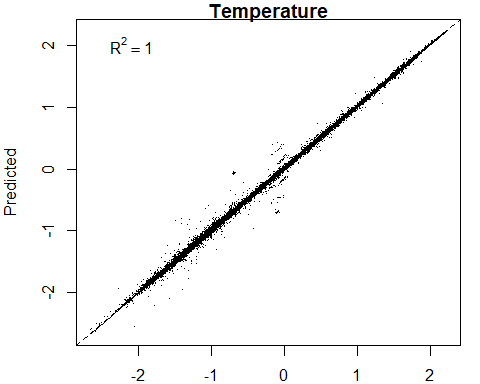 Temperature
R² = 1
Predicted
2
1
0
-1
-2
-2 -1 0 1 2